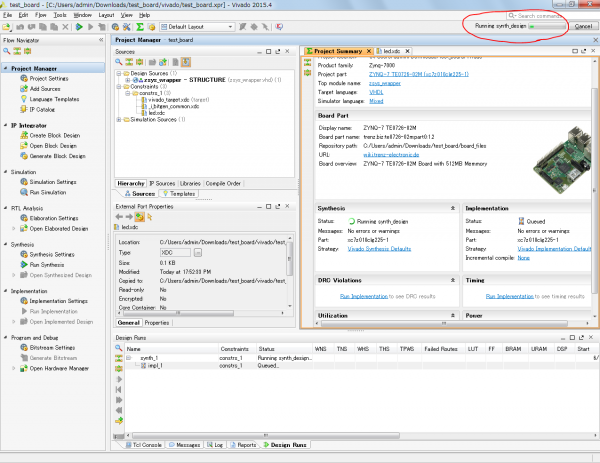 test_board - [C:/Users/admin/Downloads/test_board/vivado/test_board.xpr] - Vivado 2015.4
File Edit Flow Tools Window Layout View Help
Search commands
Default Layout
Running synth_design
Cancel
Flow Navigator
Project Manager
Project Settings
Add Sources
Language Templates
IP Catalog
IP Integrator
Create Block Design
Open Block Design
Generate Block Design
Simulation
Simulation Settings
Run Simulation
RTL Analysis
Elaboration Settings
Open Elaborated Design
Synthesis
Synthesis Settings
Run Synthesis
Open Synthesized Design
Implementation
Implementation Settings
Run Implementation
Open Implemented Design
Program and Debug
Bitstream Settings
Generate Bitstream
Open Hardware Manager
Project Manager - test_board
Sources
Design Sources (1)
zsys_wrapper - STRUCTURE (zsys_wrapper.vhd)
Constraints (3)
constrs_1 (3)
vivado_target.xdc (target)
_i_bitgen_common.xdc
led.xdc
Simulation Sources (1)
Hierarchy IP Sources Libraries Compile Order
Sources Templates
External Part Properties
led.xdc
Location: C:/Users/admin/Downloads/test_board/vivado/test_
Type XDC
Size: 0.1 KB
Modified: Today at 17:52:33 PM
Copied to: C:/Users/admin/Downloads/test_board/vivado/test_
Read-only: No
Encrypted: No
Core Container: No
General Properties
Project Summary led.xdc
Product family: Zynq-7000
Project part ZYNQ-7 TE0726-02M (xc7z010clg225-1)
Top module name: zsys_wrapper
Target language: VHDL
Simulator language: Mixed
Board Part
Display name: ZYNQ-7 TE0726-02M
Board part name: trenz.biz:te0726-02m:part0:1.2
Repository path: C:/Users/admin/Downloads/test_board/board_files
URL: wiki.trenz-electronic.de
Board overview ZYNQ-7 TE0726-02M Board with 512MB Memmory
Synthesis
Status: Running synth_design
Messages: No errors or warnings
Part: xc7z010clg225-1
Strategy: Vivado Synthesis Defaults
Implementation
Status: Queued
Messages: No errors or warnings
Part: xc7z010clg225-1
Strategy: Vivado Implementation Default
Incremental compile: None
DRC Violations
Run Implementation to see DRC results
Timing
Run Implementation to see timing results
Utilization
Power
Design Runs
Name Constraints Status WNS TNS WHS THS TPWS Failed Routes LUT FF BRAM URAM DSP Start
synth_1 constrs_1 Running synth_design...
impl_1 constrs_1 Queued...
Tcl Console Messages Log Reports Design Runs